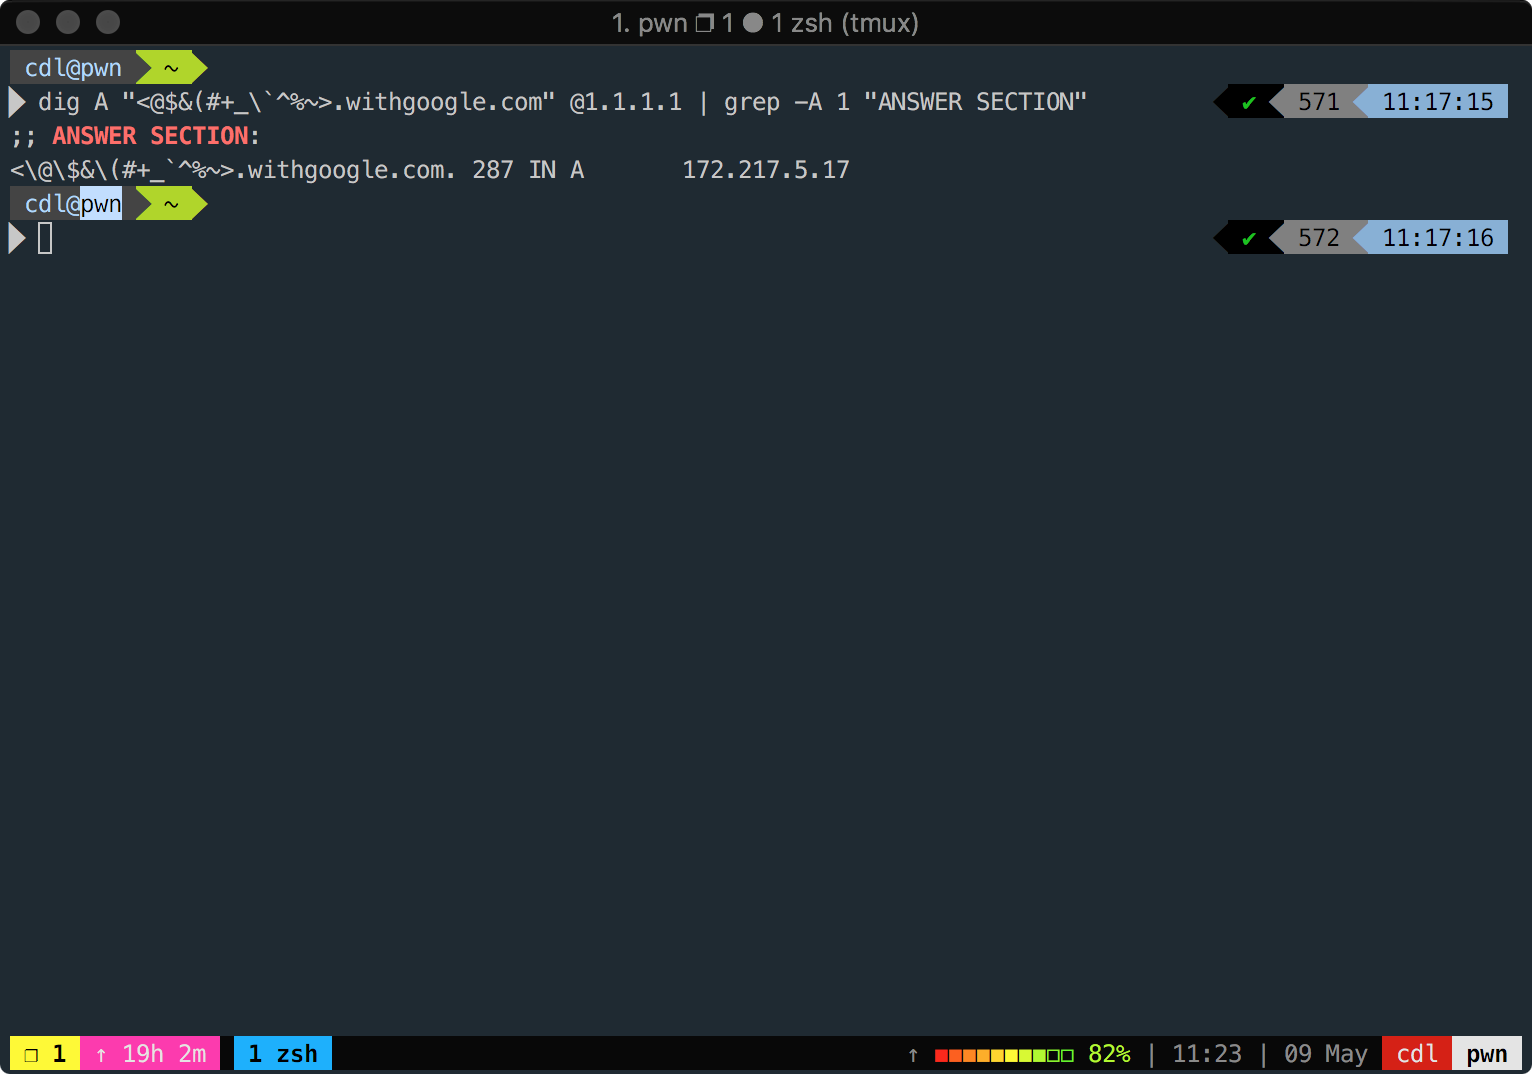 1. pwn ❐ 1 ● 1 zsh (tmux)
cdl@pwn ~
dig A "<@$&(#+_\`^%~>.withgoogle.com" @1.1.1.1 | grep -A 1 "ANSWER SECTION" ✔ 571 11:17:15
;; ANSWER SECTION:
<\@\$&\(#+_`^%~>.withgoogle.com. 287 IN A 172.217.5.17
cdl@pwn ~
✔ 572 11:17:16
❐ 1 ↑ 19h 2m 1 zsh ↑ 82% | 11:23 | 09 May cdl pwn